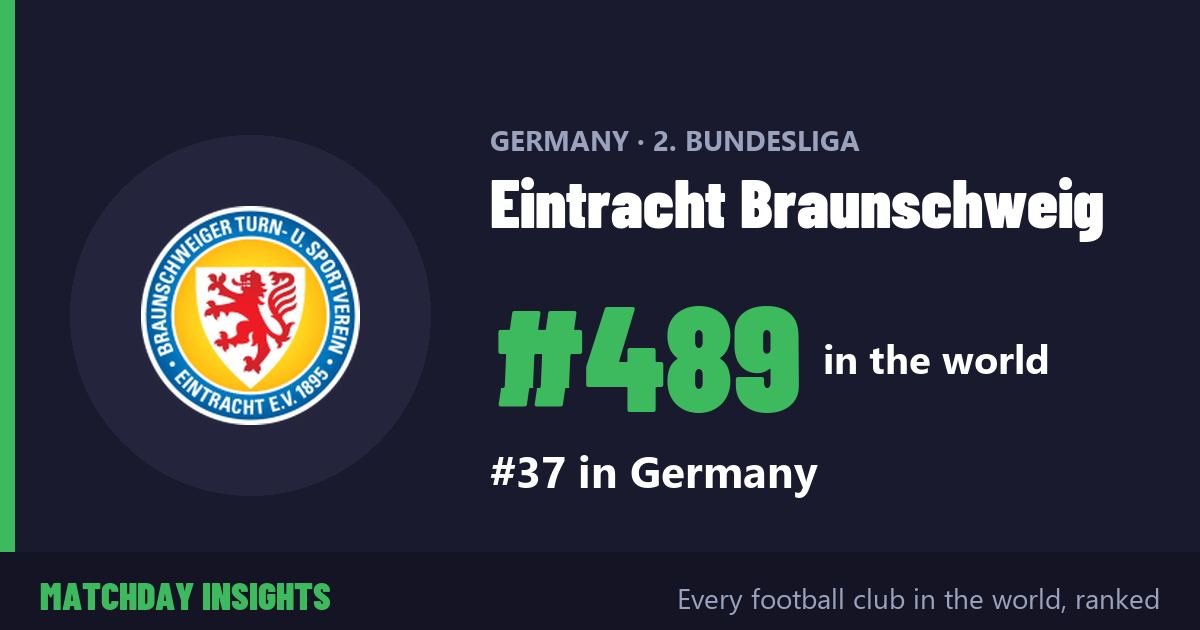 GERMANY · 2. BUNDESLIGA
Eintracht Braunschweig
BRAUNSCHWEIGER TURN- U. SPORTVEREIN
• EINTRACHT E.V. 1895 •
#489 in the world
#37 in Germany
MATCHDAY INSIGHTS
Every football club in the world, ranked